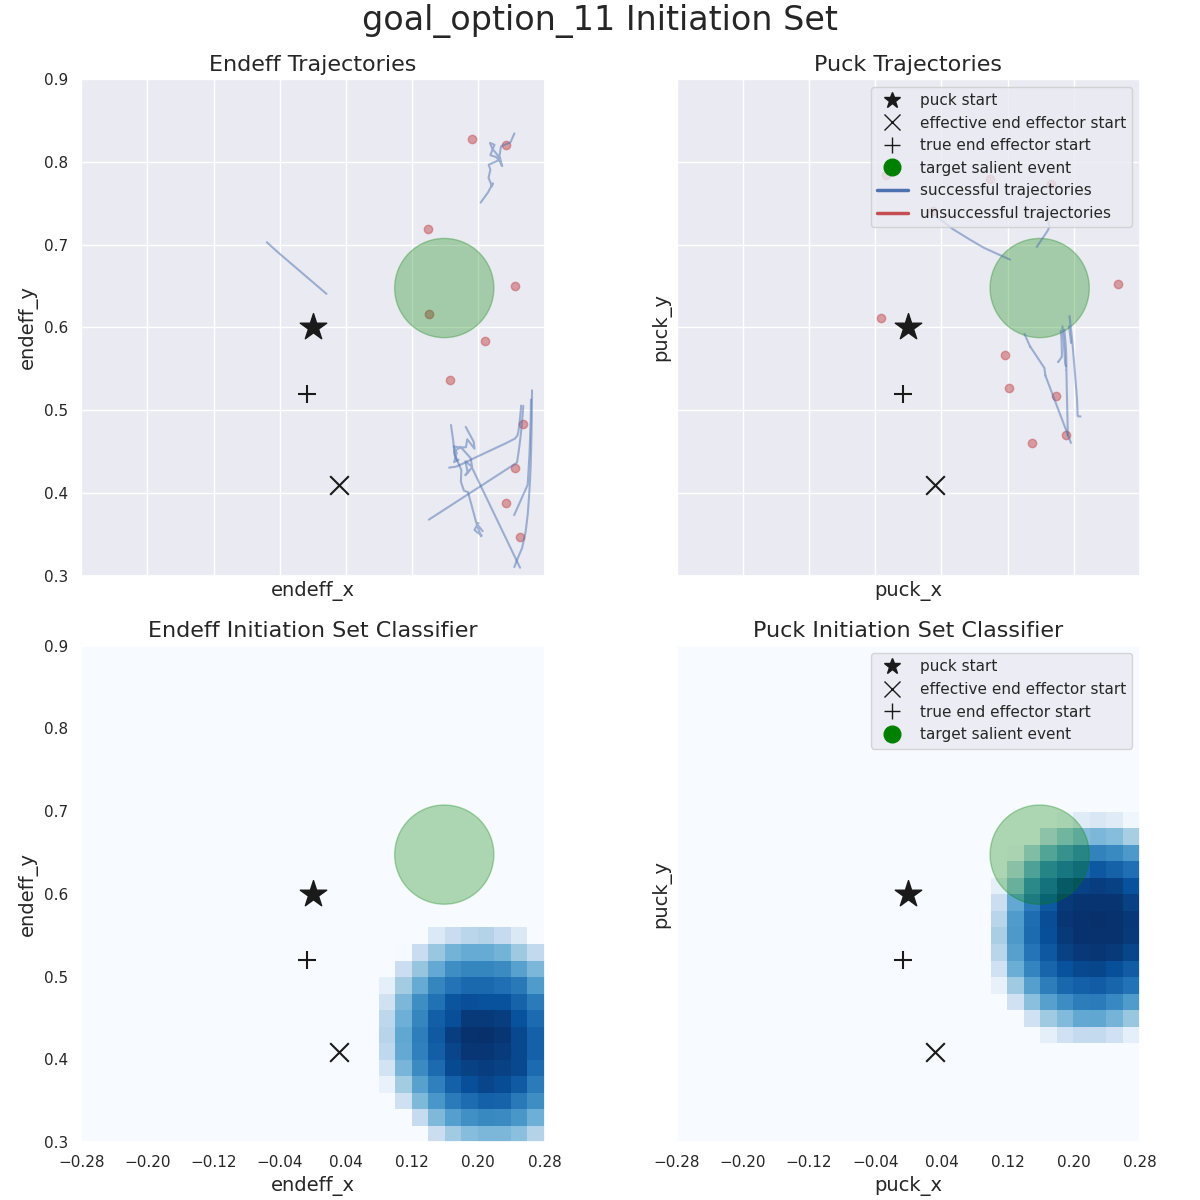 goal_option_11 Initiation Set
Endeff Trajectories
Puck Trajectories
0.9
0.8
0.7
0.6
0.5
0.4
0.3
endeff_y
endeff_x
puck start
effective end effector start
true end effector start
target salient event
successful trajectories
unsuccessful trajectories
puck_y
puck_x
Endeff Initiation Set Classifier
Puck Initiation Set Classifier
0.9
0.8
0.7
0.6
0.5
0.4
0.3
endeff_y
−0.28 −0.20 −0.12 −0.04 0.04 0.12 0.20 0.28
endeff_x
puck start
effective end effector start
true end effector start
target salient event
puck_y
−0.28 −0.20 −0.12 −0.04 0.04 0.12 0.20 0.28
puck_x